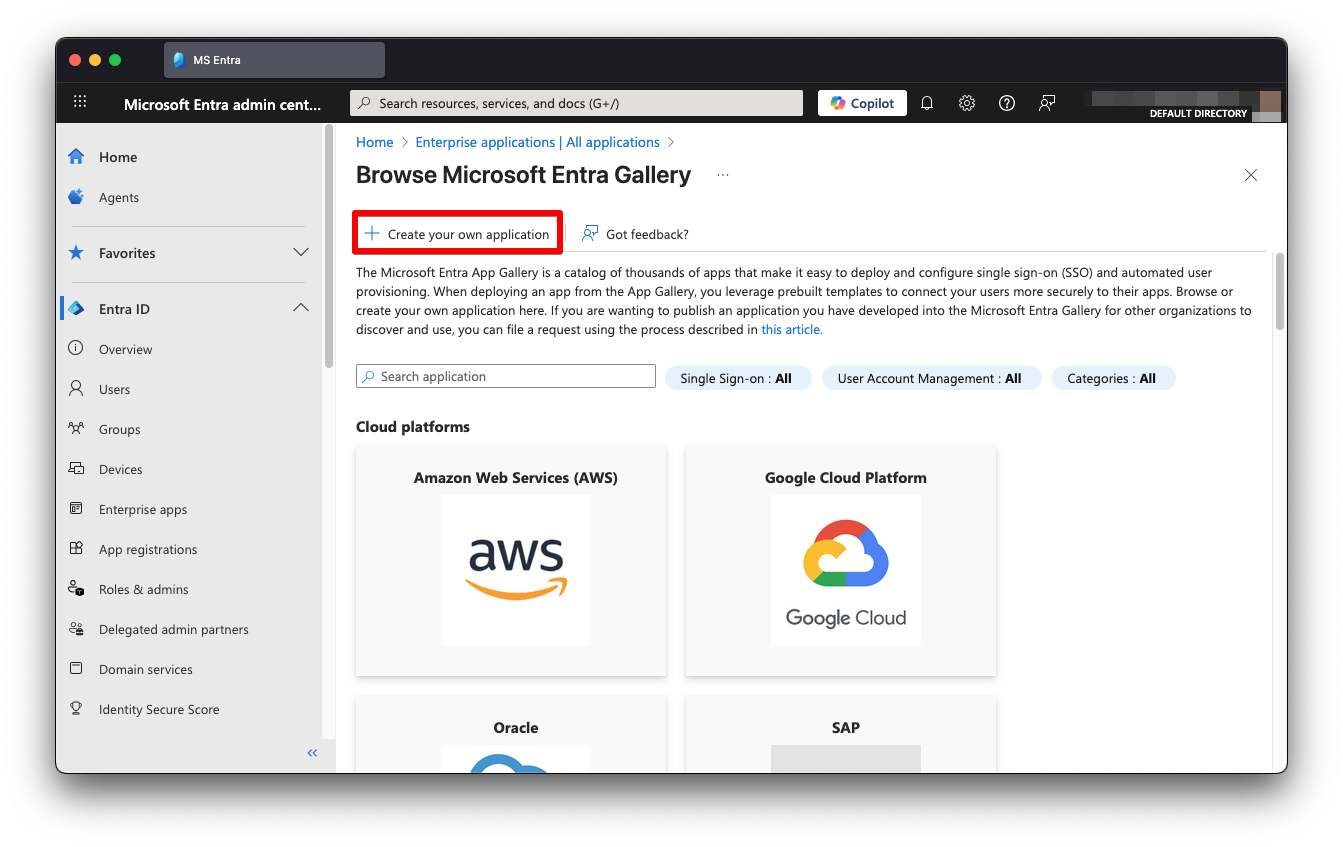 MS Entra
Microsoft Entra admin cent...
Search resources, services, and docs (G+/)
Copilot
DEFAULT DIRECTORY
Home
Agents
Favorites
Entra ID
Overview
Users
Groups
Devices
Enterprise apps
App registrations
Roles & admins
Delegated admin partners
Domain services
Identity Secure Score
Home > Enterprise applications | All applications >
Browse Microsoft Entra Gallery ...
Create your own application
Got feedback?
The Microsoft Entra App Gallery is a catalog of thousands of apps that make it easy to deploy and configure single sign-on (SSO) and automated user
provisioning. When deploying an app from the App Gallery, you leverage prebuilt templates to connect your users more securely to their apps. Browse or
create your own application here. If you are wanting to publish an application you have developed into the Microsoft Entra Gallery for other organizations to
discover and use, you can file a request using the process described in this article.
Search application
Single Sign-on : All
User Account Management : All
Categories : All
Cloud platforms
Amazon Web Services (AWS)
aws
Google Cloud Platform
Google Cloud
Oracle
SAP